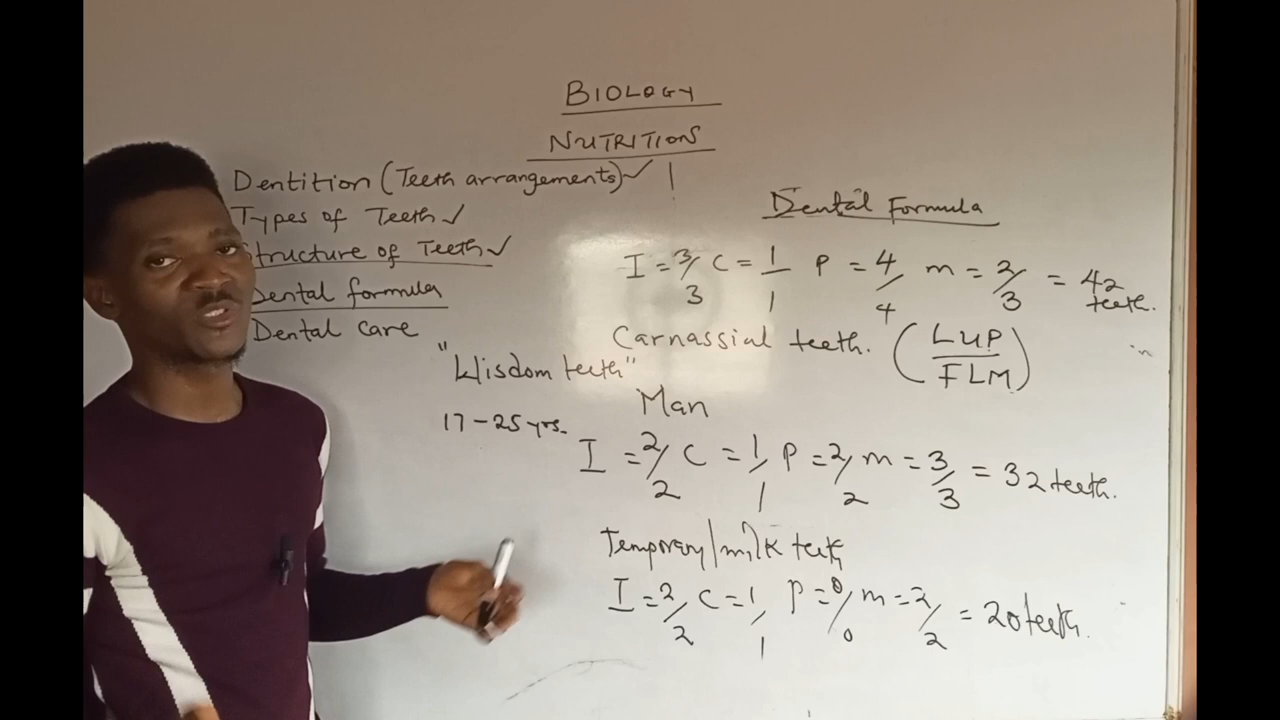 BIOLOGY
NUTRITION
Dentition (Teeth arrangements) ✓ 1
Types of Teeth ✓
Structure of Teeth ✓
Dental formula
Dental care
"Wisdom teeth"
17-25 yrs.
Dental Formula
I = 3/3 C = 1/1 P = 4/4 m = 2/3 = 42 teeth.
Carnassial teeth. (LUP/FLM)
Man
I = 2/2 C = 1/1 P = 2/2 m = 3/3 = 32 teeth.
Temporary/milk teeth
I = 2/2 C = 1/1 P = 0/0 m = 2/2 = 20 teeth.